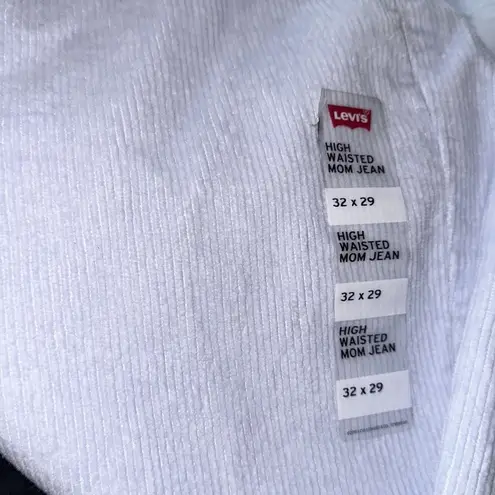 Levi's
HIGH
WAISTED
MOM JEAN
32 x 29
HIGH
WAISTED
MOM JEAN
32 x 29
HIGH
WAISTED
MOM JEAN
32 x 29